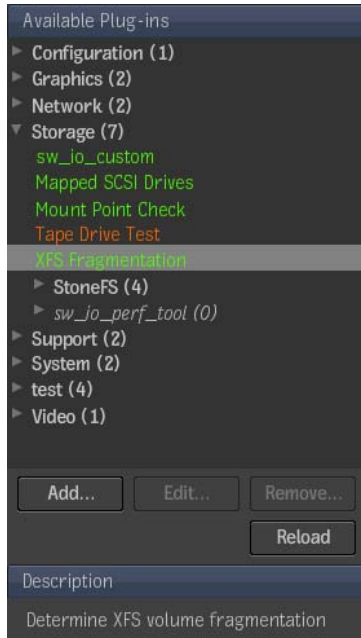 Available Plug-ins
Configuration (1)
Graphics (2)
Network (2)
Storage (7)
sw_io_custom
Mapped SCSI Drives
Mount Point Check
Tape Drive Test
XFS Fragmentation
StoneFS (4)
sw_io_perf_tool (0)
Support (2)
System (2)
test (4)
Video (1)
Add... Edit... Remove...
Reload
Description
Determine XFS volume fragmentation